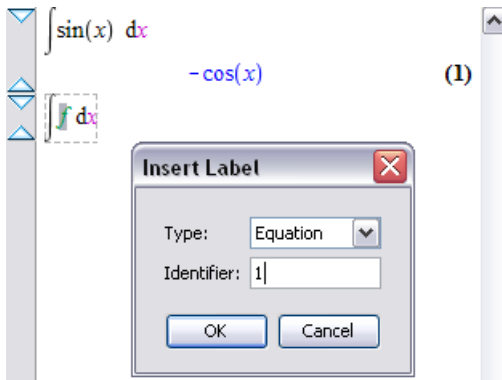 ∫sin(x) dx
-cos(x) (1)
∫f dx
Insert Label
Type: Equation
Identifier: 1
OK Cancel